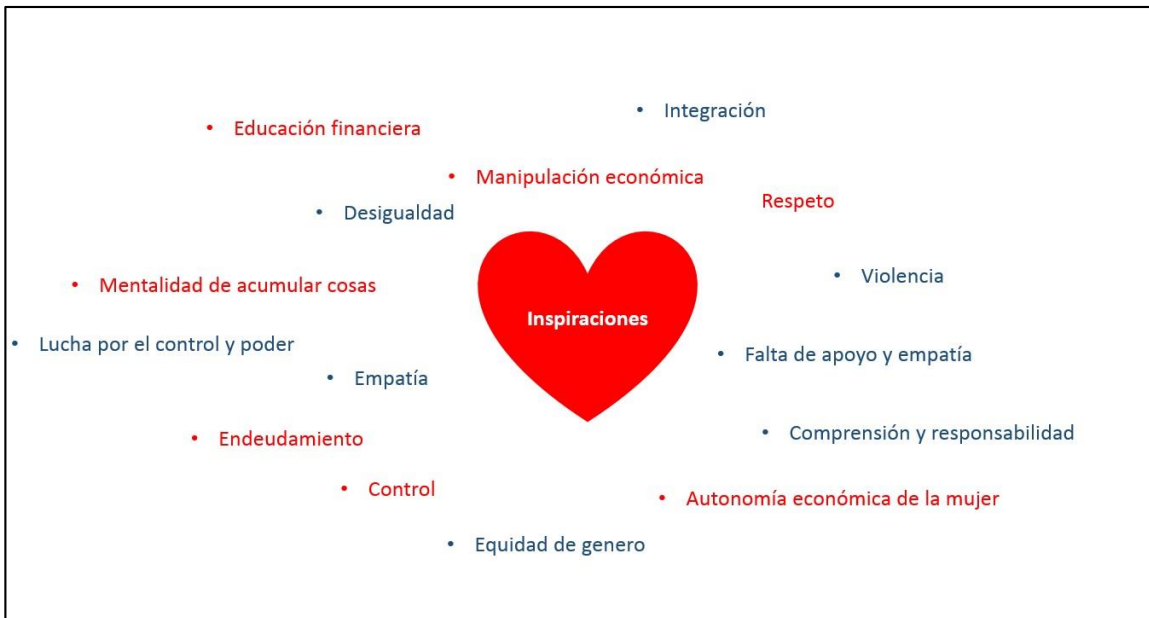 • Integración
• Educación financiera
• Manipulación económica
Respeto
• Desigualdad
• Violencia
• Mentalidad de acumular cosas
Inspiraciones
• Lucha por el control y poder
• Falta de apoyo y empatía
• Empatía
• Comprensión y responsabilidad
• Endeudamiento
• Control
• Autonomía económica de la mujer
• Equidad de genero